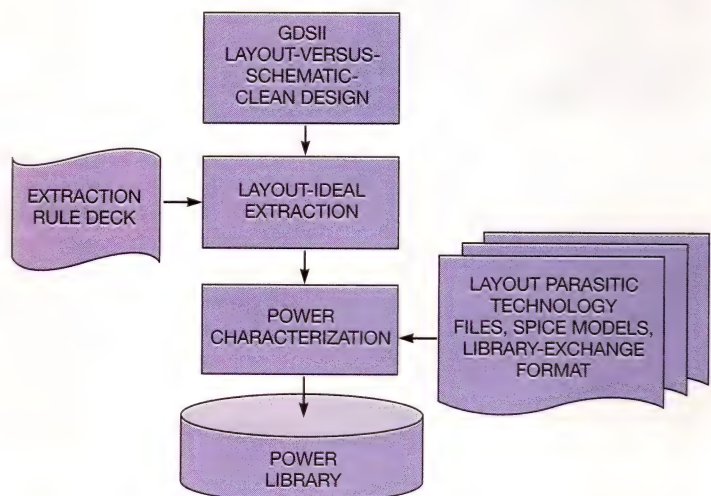 GDSII
LAYOUT-VERSUS-
SCHEMATIC-
CLEAN DESIGN
EXTRACTION
RULE DECK
LAYOUT-IDEAL
EXTRACTION
POWER
CHARACTERIZATION
LAYOUT PARASITIC
TECHNOLOGY
FILES, SPICE MODELS,
LIBRARY-EXCHANGE
FORMAT
POWER
LIBRARY